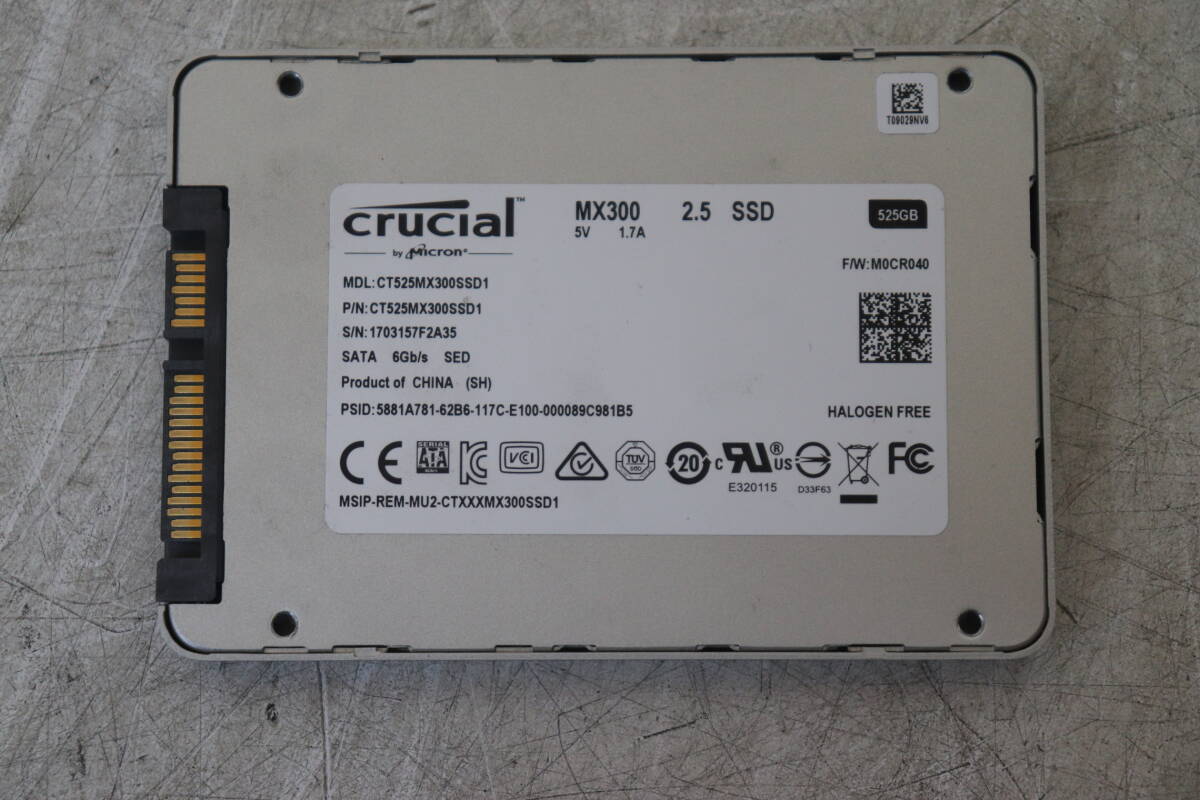 T09029NV6
crucial™ MX300 2.5 SSD 525GB
by Micron® 5V 1.7A
F/W:M0CR040
MDL:CT525MX300SSD1
P/N:CT525MX300SSD1
S/N:1703157F2A35
SATA 6Gb/s SED
Product of CHINA (SH)
PSID:5881A781-62B6-117C-E100-000089C981B5 HALOGEN FREE
CE SERIAL ATA VCI TÜV 20 c RU® US FC
E320115 D33F63
MSIP-REM-MU2-CTXXXMX300SSD1